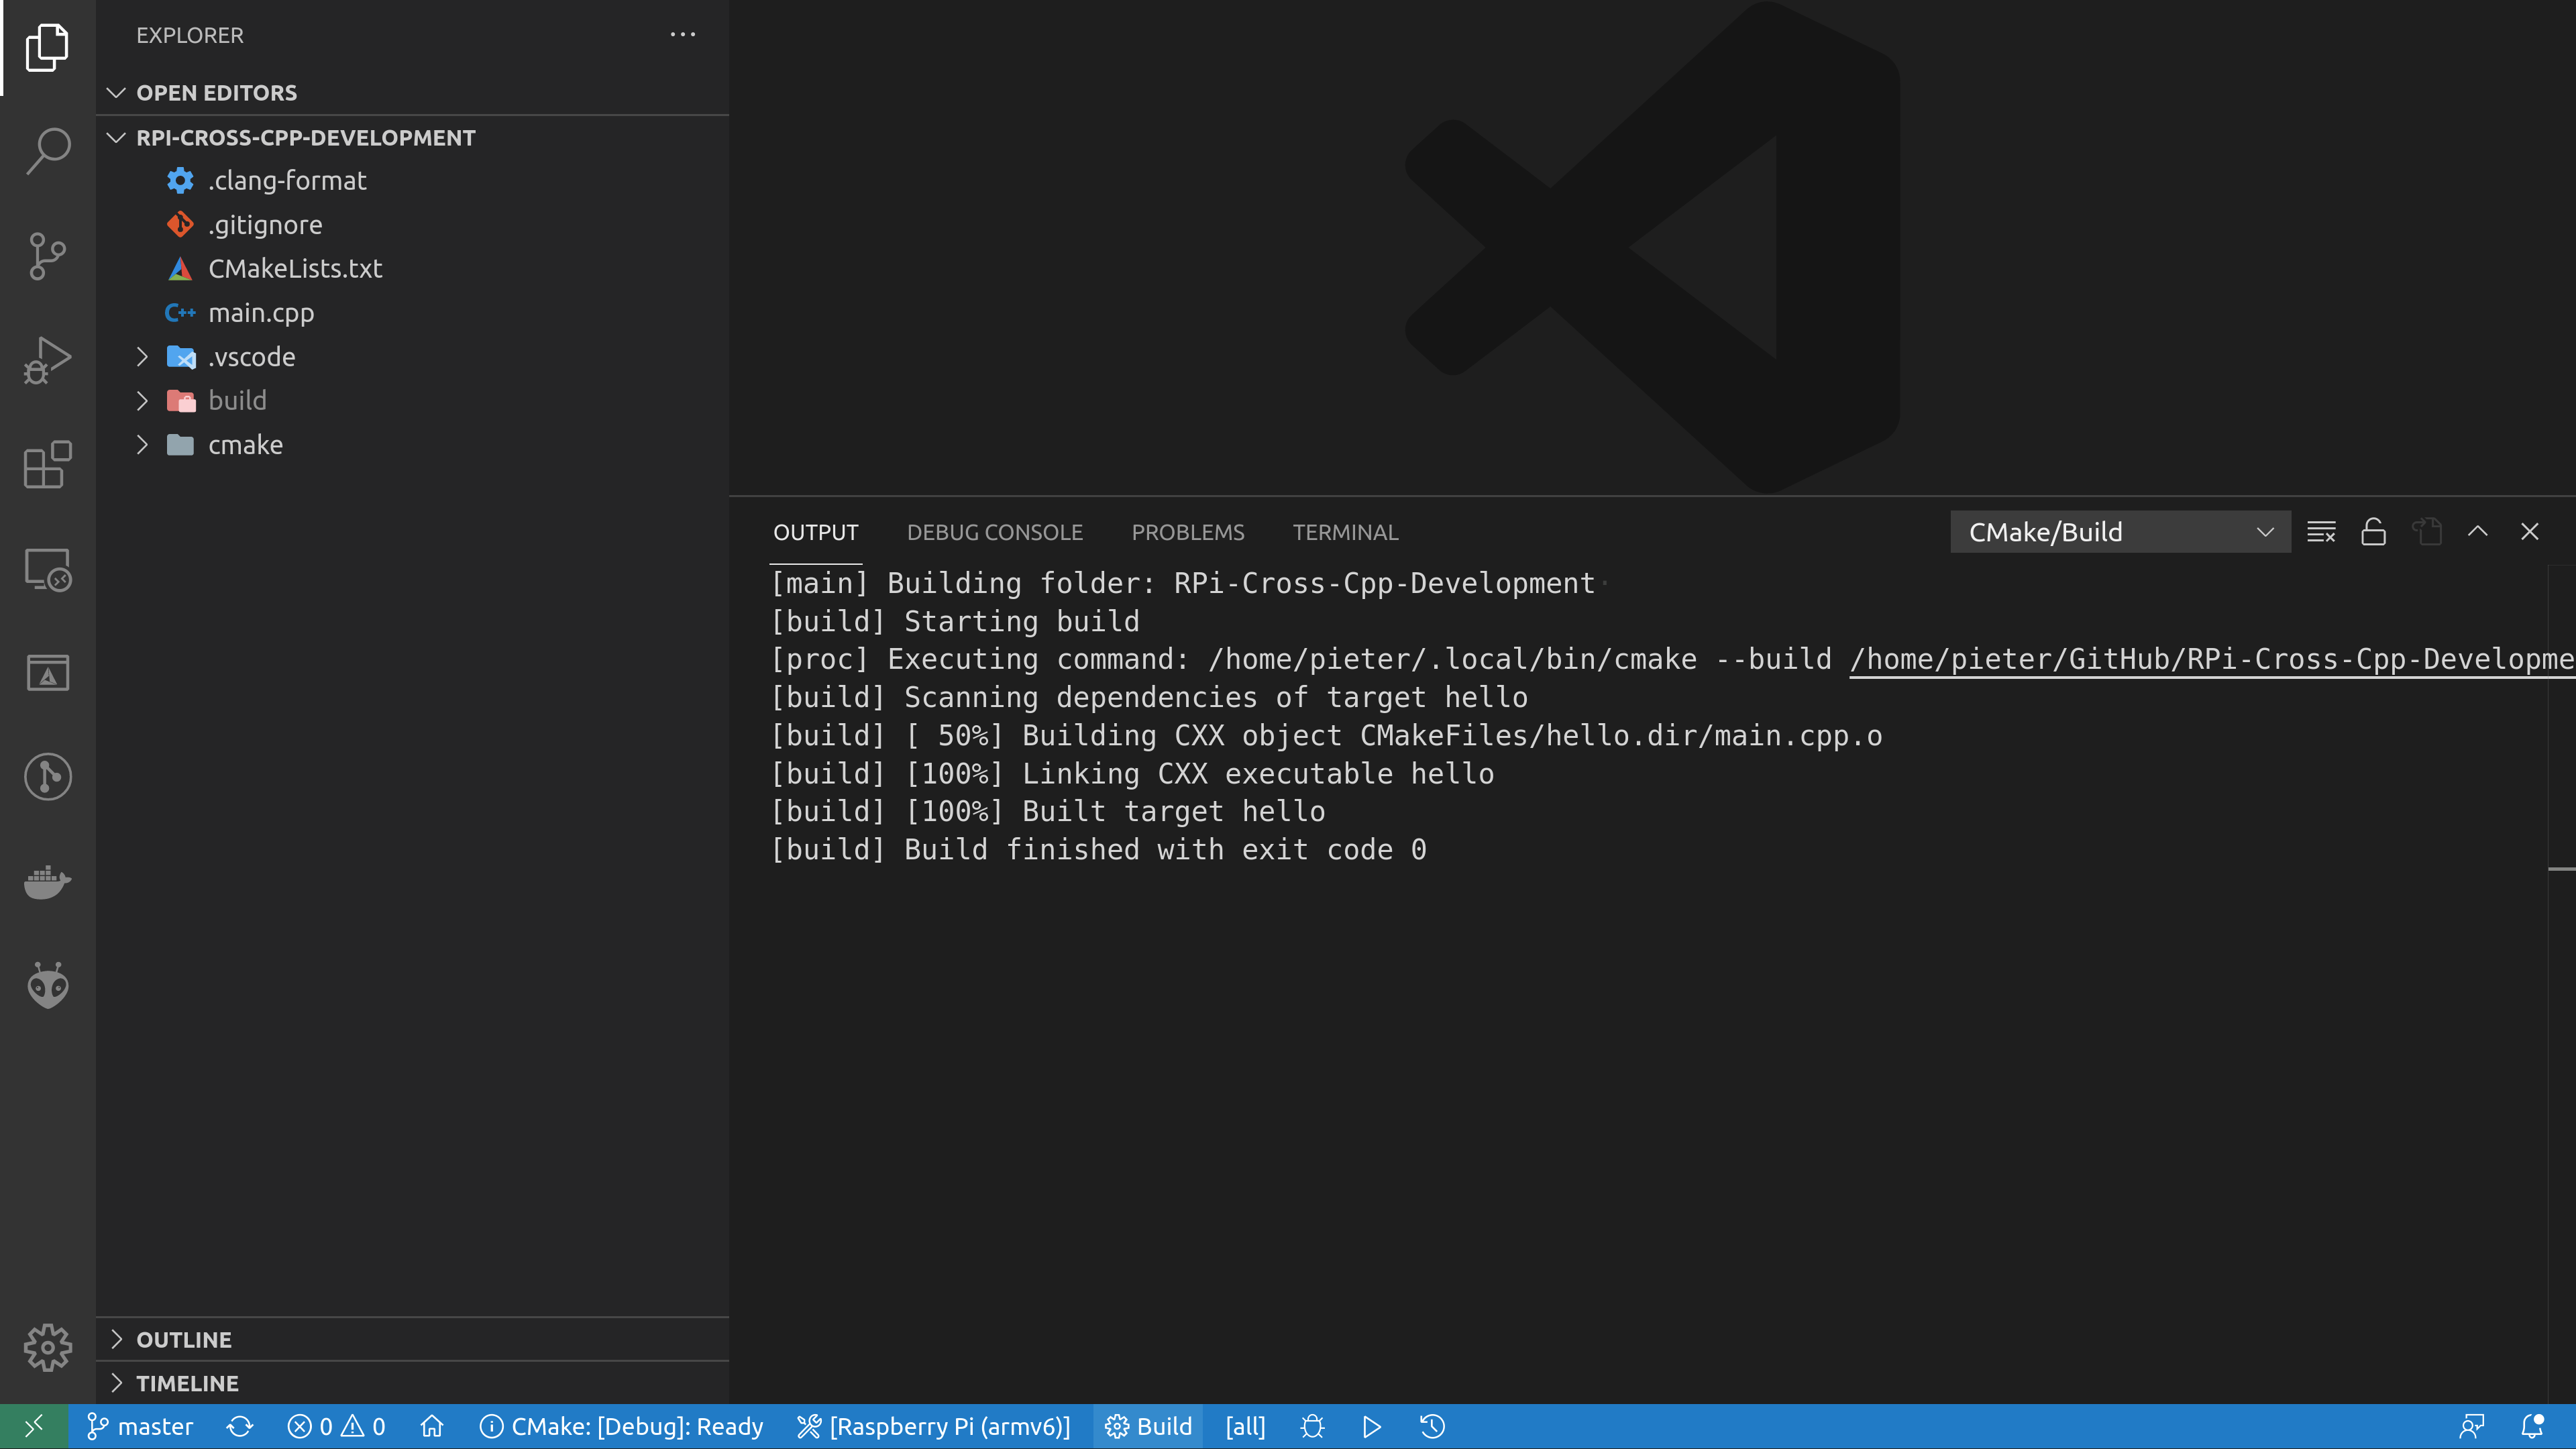 EXPLORER
OPEN EDITORS
RPI-CROSS-CPP-DEVELOPMENT
.clang-format
.gitignore
CMakeLists.txt
C++ main.cpp
.vscode
build
cmake
OUTLINE
TIMELINE
OUTPUT DEBUG CONSOLE PROBLEMS TERMINAL CMake/Build
[main] Building folder: RPi-Cross-Cpp-Development
[build] Starting build
[proc] Executing command: /home/pieter/.local/bin/cmake --build /home/pieter/GitHub/RPi-Cross-Cpp-Developme
[build] Scanning dependencies of target hello
[build] [ 50%] Building CXX object CMakeFiles/hello.dir/main.cpp.o
[build] [100%] Linking CXX executable hello
[build] [100%] Built target hello
[build] Build finished with exit code 0
master 0 0 CMake: [Debug]: Ready [Raspberry Pi (armv6)] Build [all]